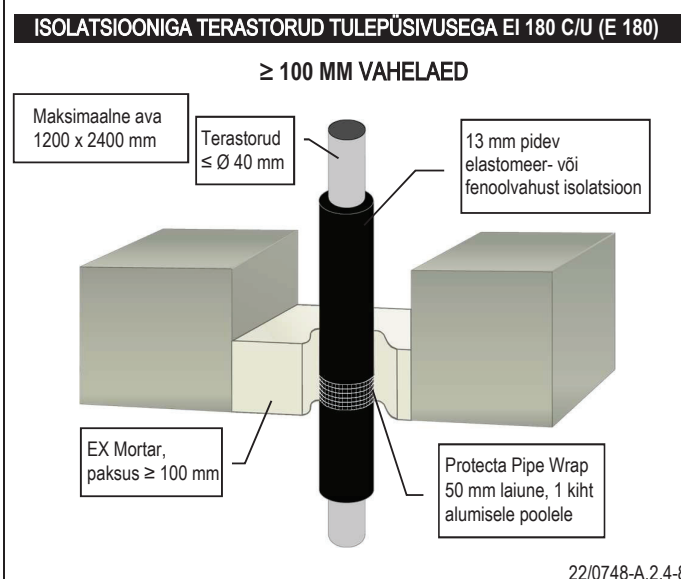 ISOLATSIOONIGA TERASTORUD TULEPÜSIVUSEGA EI 180 C/U (E 180)
≥ 100 MM VAHELAED
Maksimaalne ava
1200 x 2400 mm
Terastorud
≤ Ø 40 mm
13 mm pidev
elastomeer- või
fenoolvahust isolatsioon
EX Mortar,
paksus ≥ 100 mm
Protecta Pipe Wrap
50 mm laiune, 1 kiht
alumisele poolele
22/0748-A.2.4-8